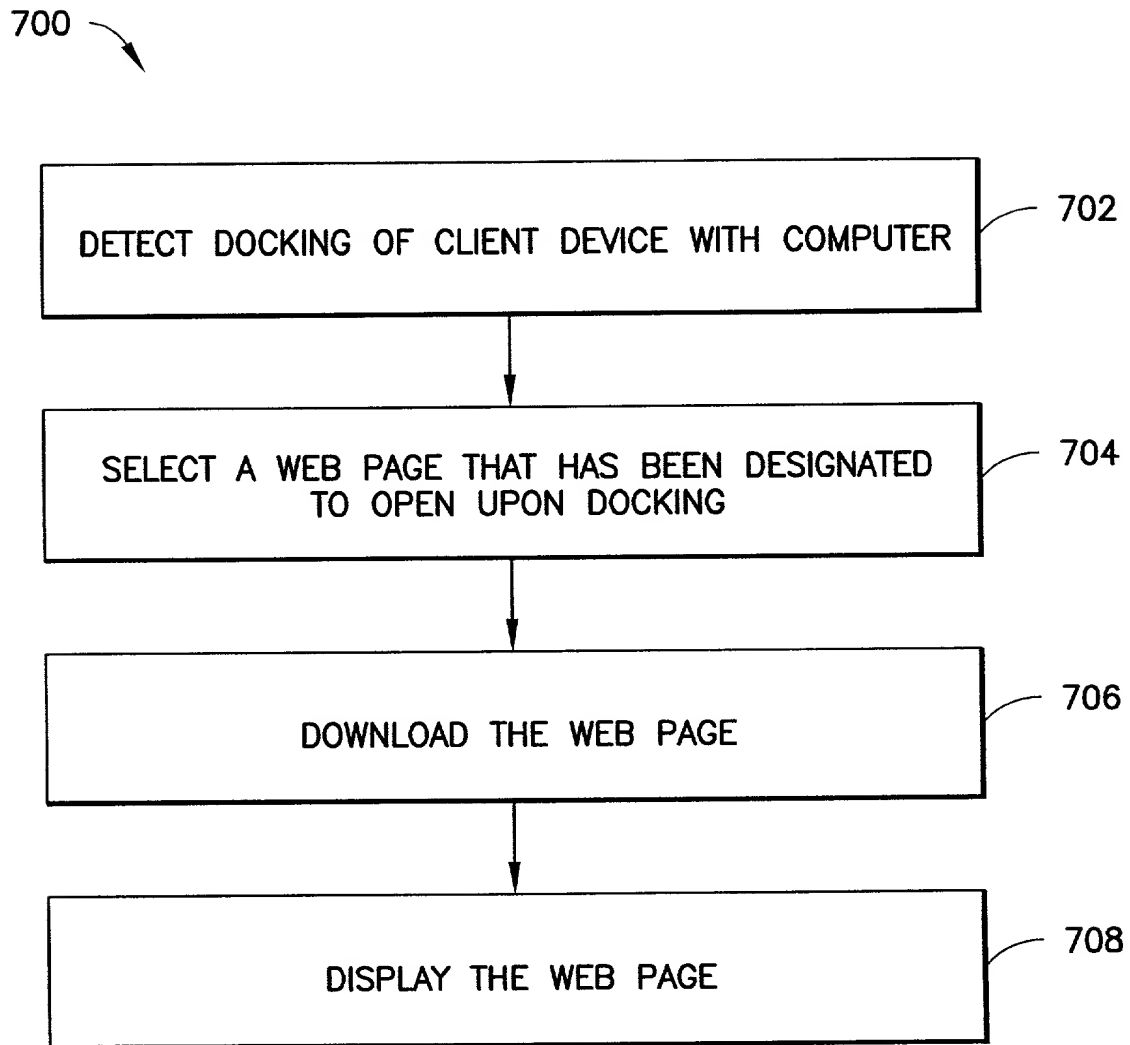 700
DETECT DOCKING OF CLIENT DEVICE WITH COMPUTER
702
SELECT A WEB PAGE THAT HAS BEEN DESIGNATED
TO OPEN UPON DOCKING
704
DOWNLOAD THE WEB PAGE
706
DISPLAY THE WEB PAGE
708